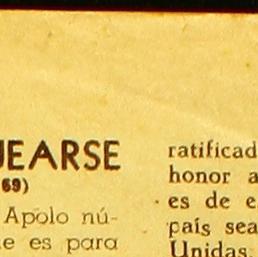 UEARSE
69)
Apolo nú-
e es para
ratificad
honor a
es de e
país sea
Unidas